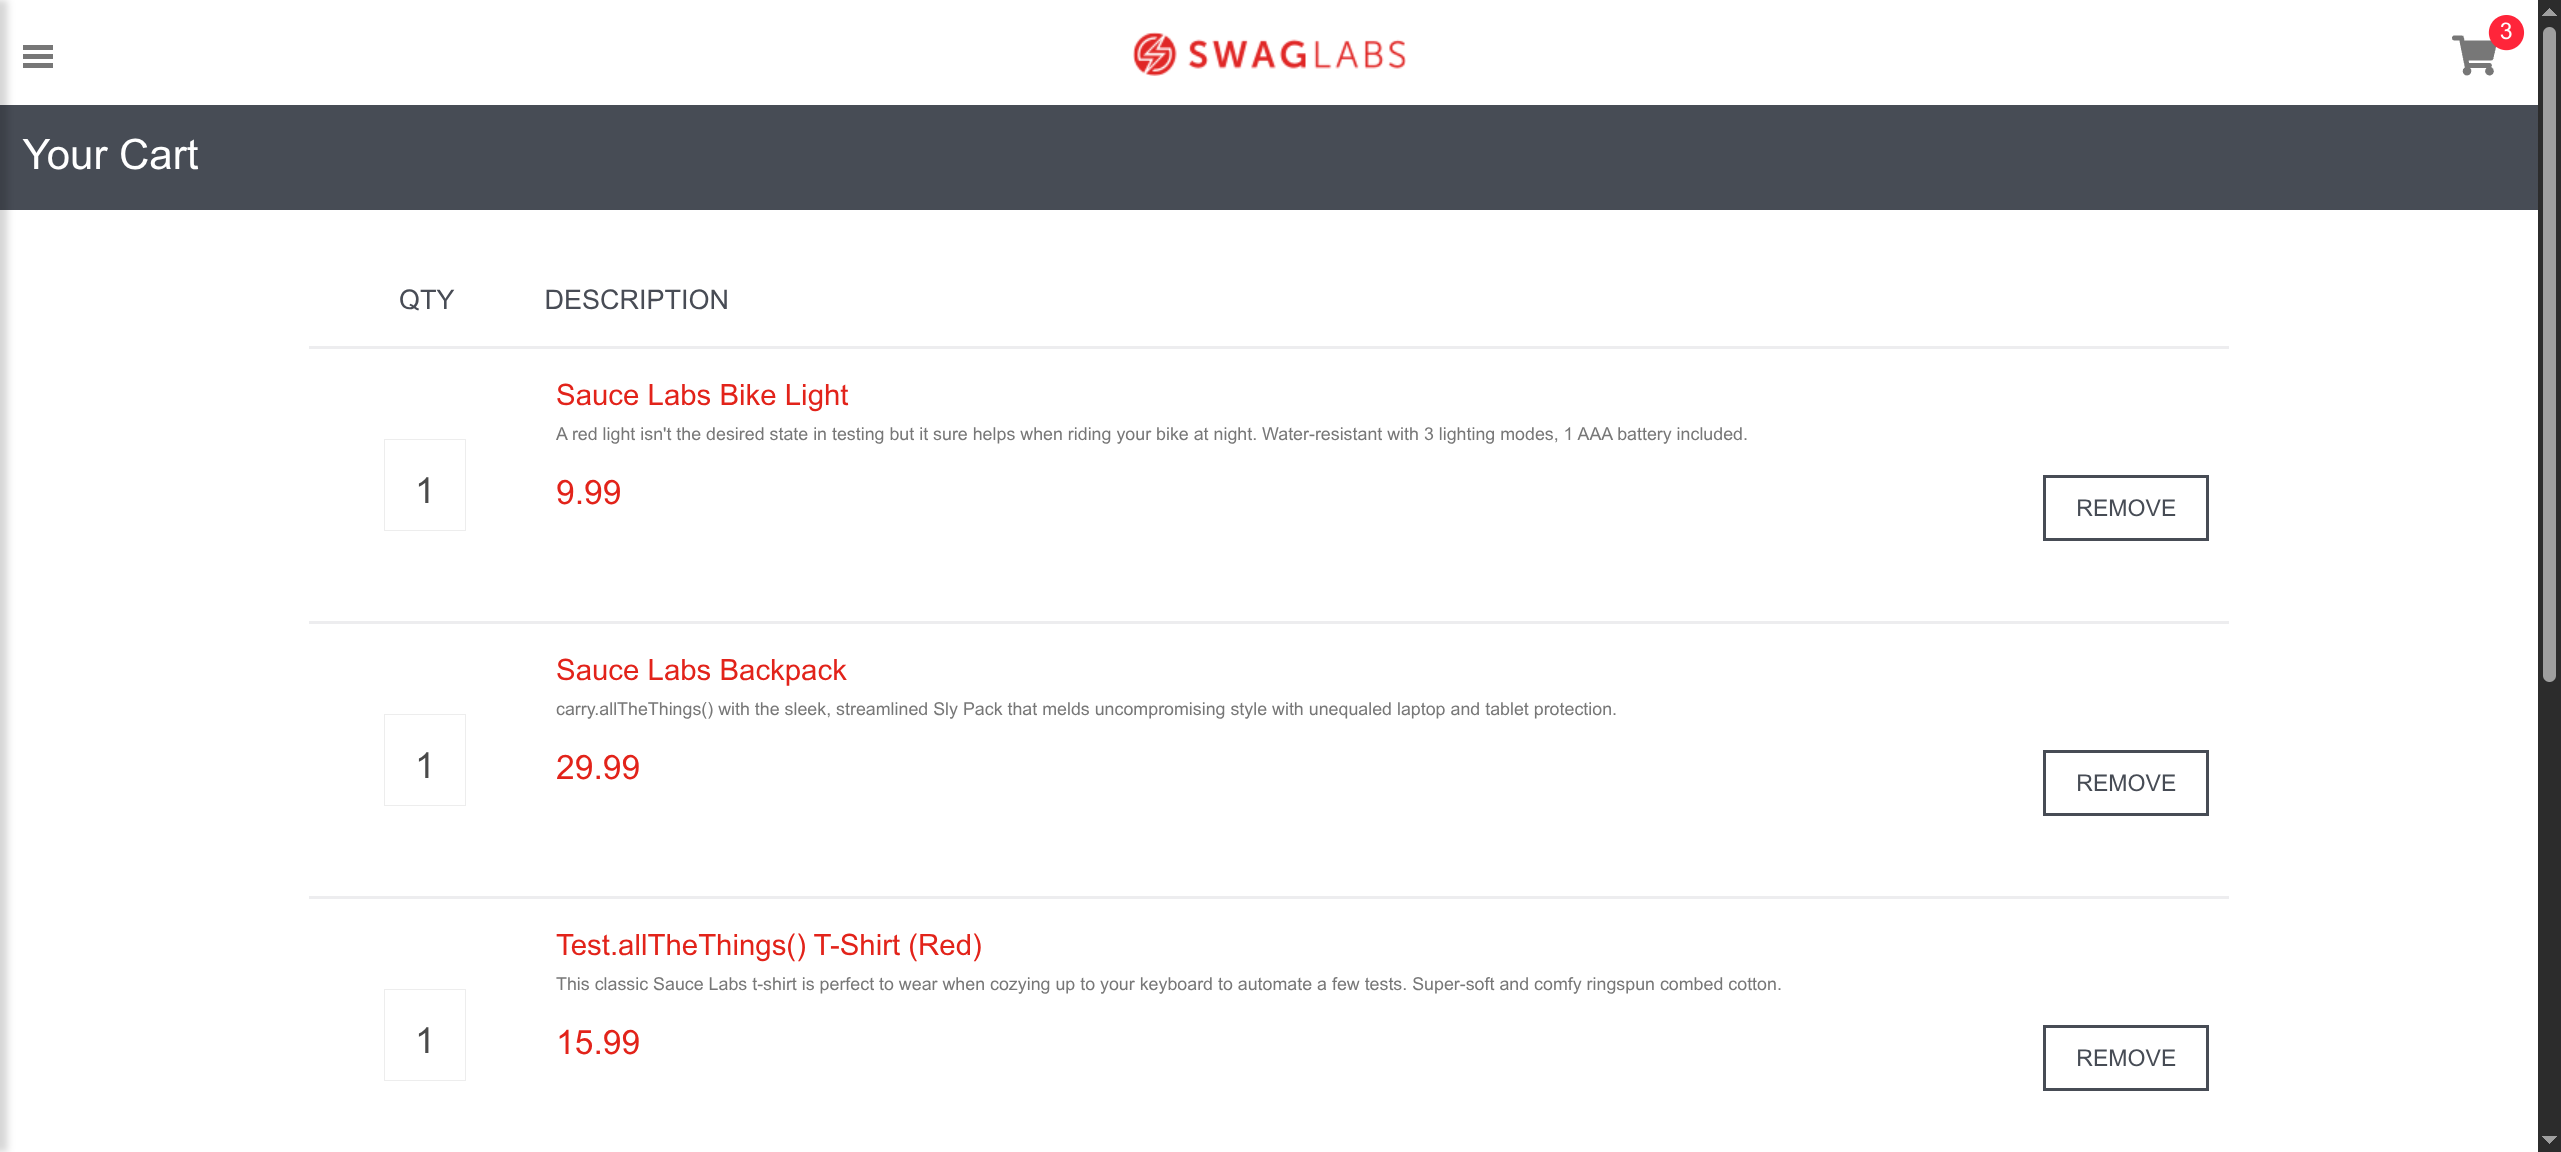 SWAGLABS
3
Your Cart
QTY DESCRIPTION
Sauce Labs Bike Light
A red light isn't the desired state in testing but it sure helps when riding your bike at night. Water-resistant with 3 lighting modes, 1 AAA battery included.
1
9.99
REMOVE
Sauce Labs Backpack
carry.allTheThings() with the sleek, streamlined Sly Pack that melds uncompromising style with unequaled laptop and tablet protection.
1
29.99
REMOVE
Test.allTheThings() T-Shirt (Red)
This classic Sauce Labs t-shirt is perfect to wear when cozying up to your keyboard to automate a few tests. Super-soft and comfy ringspun combed cotton.
1
15.99
REMOVE